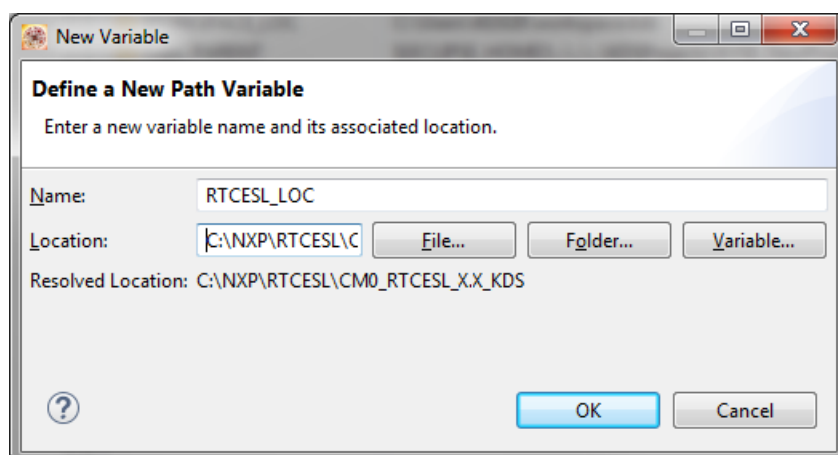 New Variable
Define a New Path Variable
Enter a new variable name and its associated location.
Name: RTCESL_LOC
Location: C:\NXP\RTCESL\C File... Folder... Variable...
Resolved Location: C:\NXP\RTCESL\CM0_RTCESL_X.X_KDS
? OK Cancel